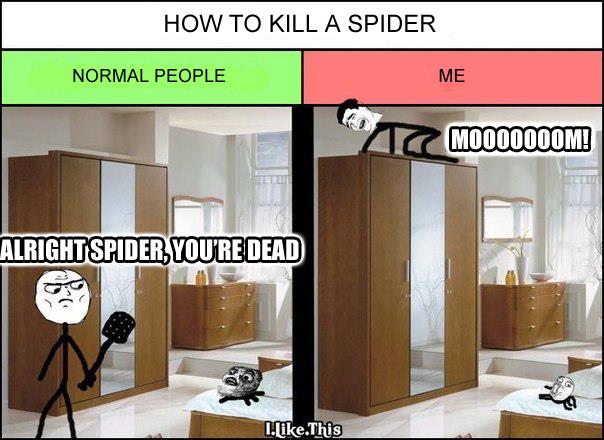 HOW TO KILL A SPIDER
NORMAL PEOPLE
ME
ALRIGHT SPIDER, YOU'RE DEAD
MOOOOOOOM!
I.Like.This